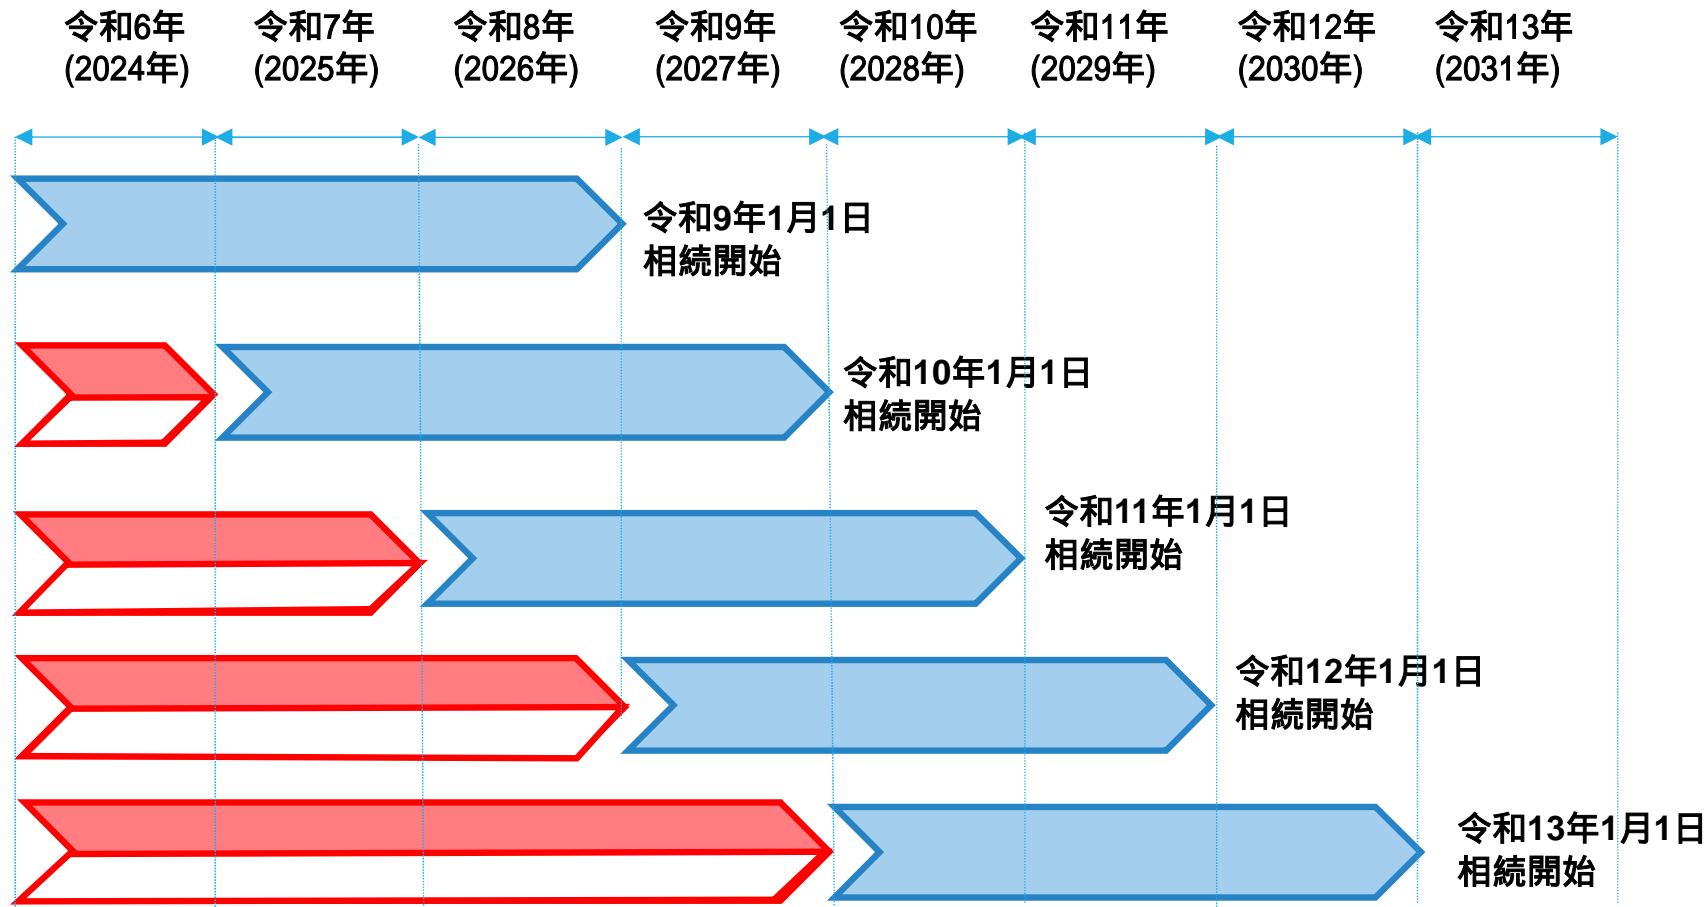 令和6年
(2024年)
令和7年
(2025年)
令和8年
(2026年)
令和9年
(2027年)
令和10年
(2028年)
令和11年
(2029年)
令和12年
(2030年)
令和13年
(2031年)
令和9年1月1日
相続開始
令和10年1月1日
相続開始
令和11年1月1日
相続開始
令和12年1月1日
相続開始
令和13年1月1日
相続開始